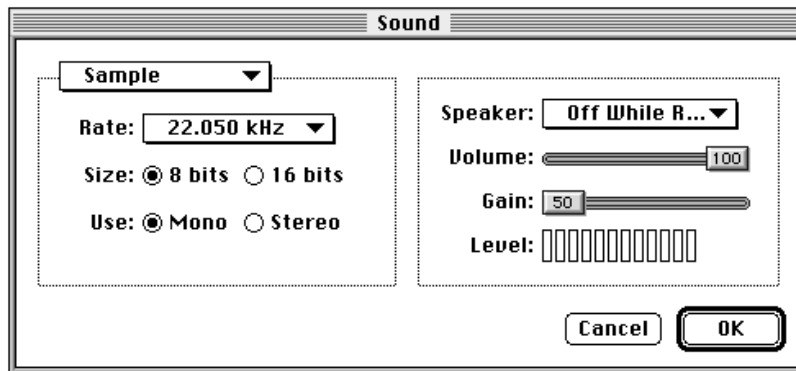 Sound
Sample
Rate: 22.050 kHz
Size: 8 bits 16 bits
Use: Mono Stereo
Speaker: Off While R...
Volume: 100
Gain: 50
Level:
Cancel OK